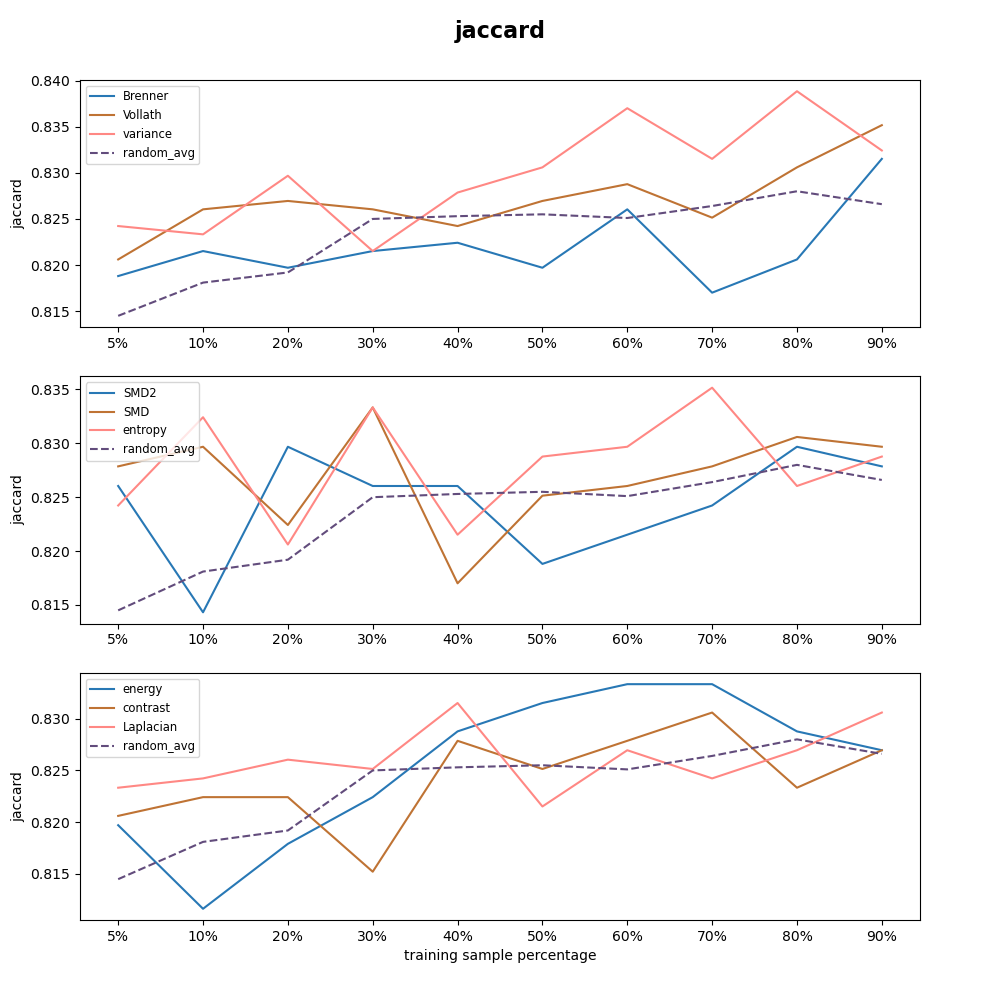 jaccard
0.840
0.835
0.830
0.825
0.820
0.815
jaccard
Brenner
Vollath
variance
random_avg
5% 10% 20% 30% 40% 50% 60% 70% 80% 90%
0.835
0.830
0.825
0.820
0.815
jaccard
SMD2
SMD
entropy
random_avg
5% 10% 20% 30% 40% 50% 60% 70% 80% 90%
0.830
0.825
0.820
0.815
jaccard
energy
contrast
Laplacian
random_avg
5% 10% 20% 30% 40% 50% 60% 70% 80% 90%
training sample percentage